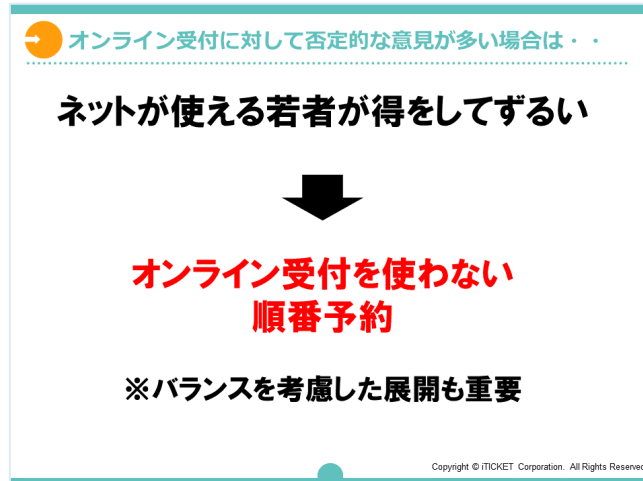 オンライン受付に対して否定的な意見が多い場合は・・
ネットが使える若者が得をしてずるい
オンライン受付を使わない
順番予約
※バランスを考慮した展開も重要
Copyright © iTICKET Corporation. All Rights Reserved